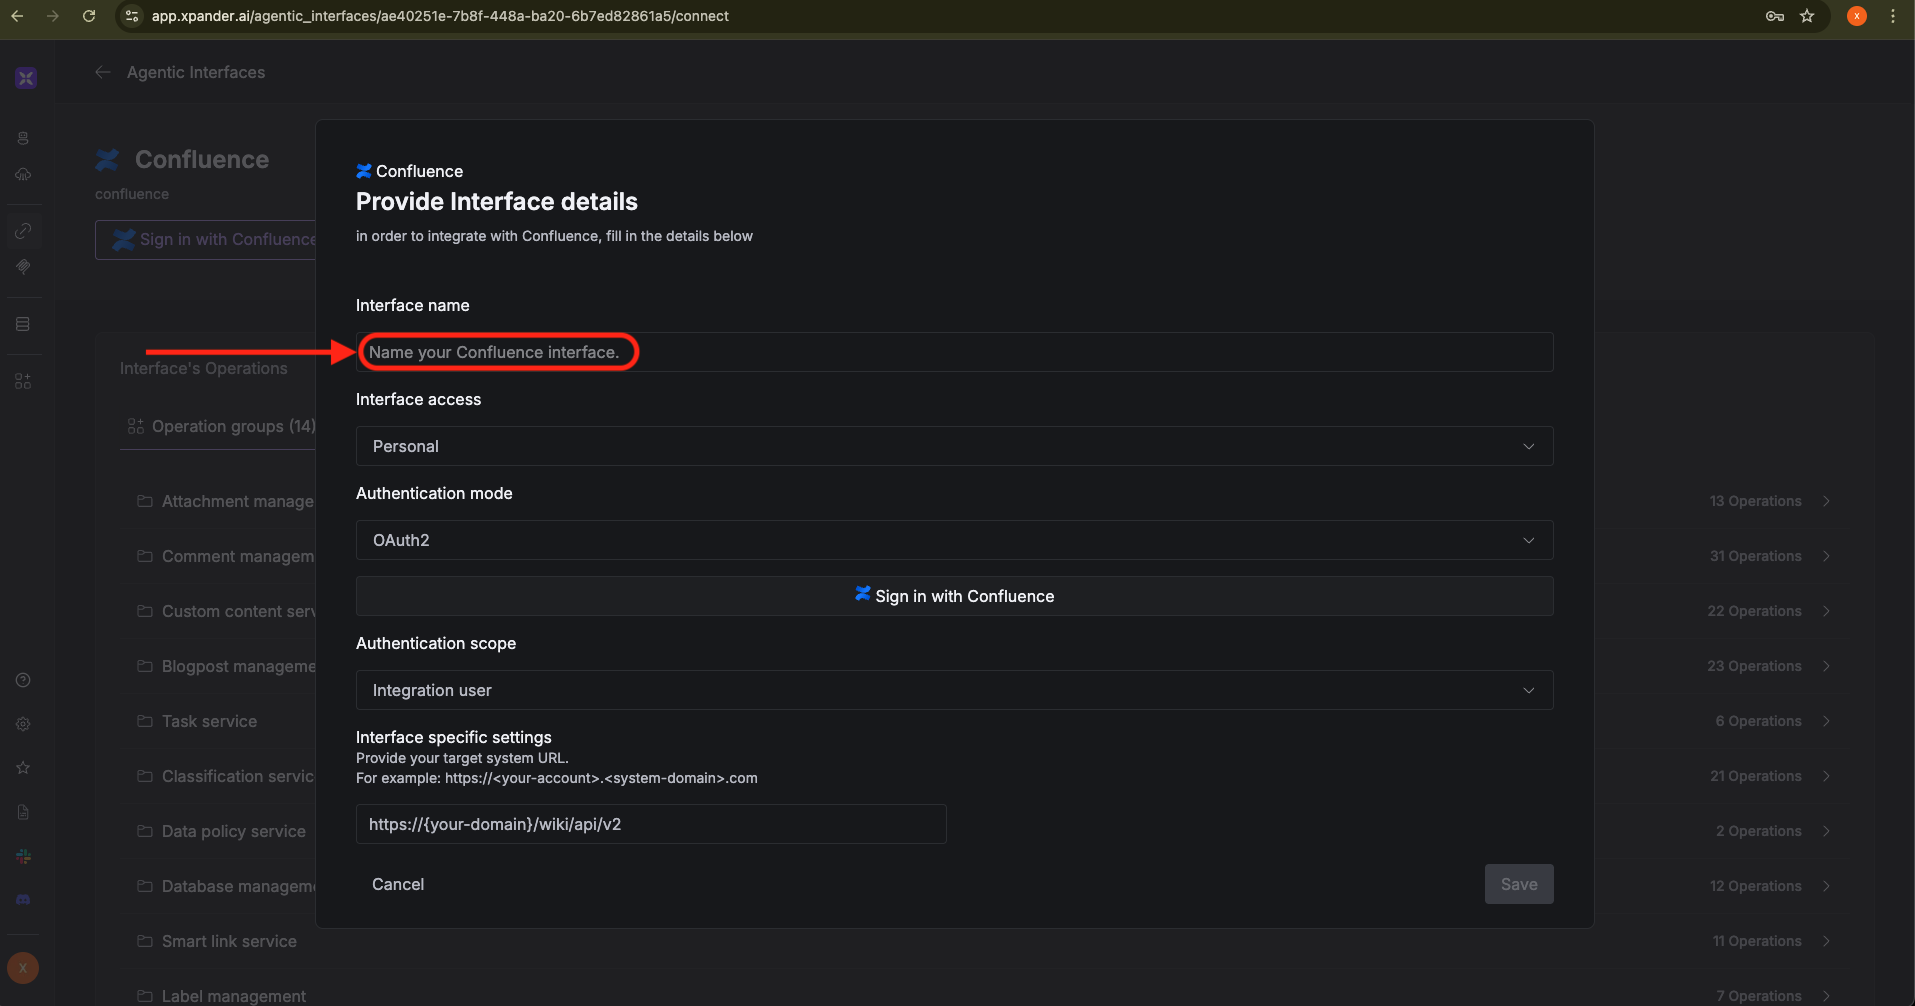 app.xpander.ai/agentic_interfaces/ae40251e-7b8f-448a-ba20-6b7ed82861a5/connect
x
Agentic Interfaces
Confluence
confluence
Sign in with Confluence
Interface's Operations
Operation groups (14)
Attachment manage
13 Operations
Comment managem
31 Operations
Custom content serv
22 Operations
Blogpost manageme
23 Operations
Task service
6 Operations
Classification servic
21 Operations
Data policy service
2 Operations
Database manageme
12 Operations
Smart link service
11 Operations
Label management
7 Operations
X
Confluence
Provide Interface details
in order to integrate with Confluence, fill in the details below
Interface name
Name your Confluence interface.
Interface access
Personal
Authentication mode
OAuth2
Sign in with Confluence
Authentication scope
Integration user
Interface specific settings
Provide your target system URL.
For example: https://<your-account>.<system-domain>.com
https://{your-domain}/wiki/api/v2
Cancel
Save